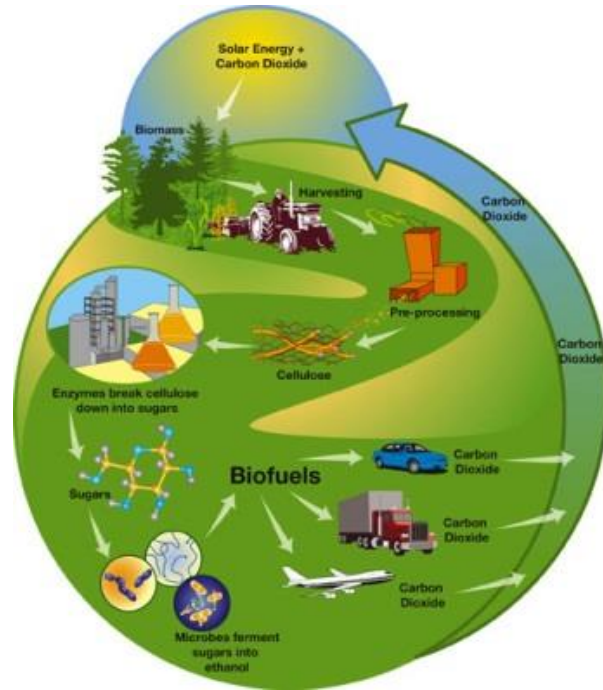 Solar Energy +
Carbon Dioxide
Biomass
Harvesting
Carbon
Dioxide
Pre-processing
Carbon
Dioxide
Cellulose
Enzymes break cellulose
down into sugars
Sugars
Biofuels
Carbon
Dioxide
Carbon
Dioxide
Carbon
Dioxide
Microbes ferment
sugars into
ethanol